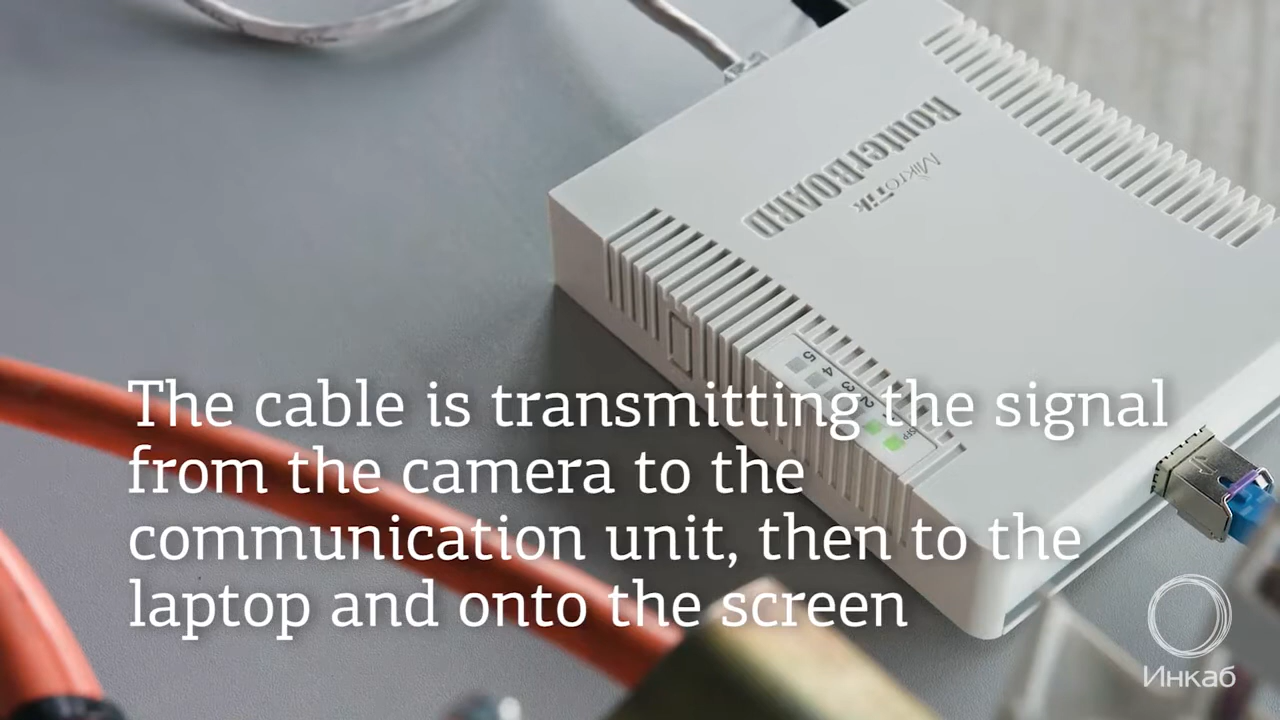 RouterBOARD
MikroTik
5
4
3
2
SFP
The cable is transmitting the signal
from the camera to the
communication unit, then to the
laptop and onto the screen
Инкаб